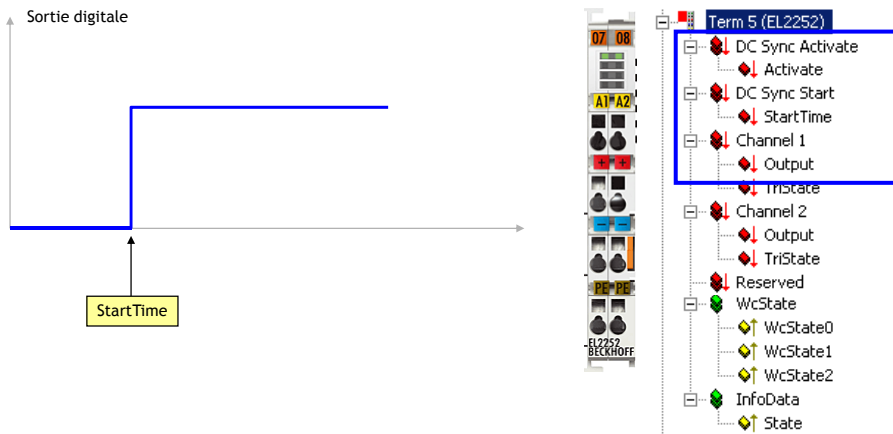 Sortie digitale
StartTime
07 08
A1 A2
+ +
− −
PE PE
EL2252
BECKHOFF
Term 5 (EL2252)
DC Sync Activate
Activate
DC Sync Start
StartTime
Channel 1
Output
TriState
Channel 2
Output
TriState
Reserved
WcState
WcState0
WcState1
WcState2
InfoData
State